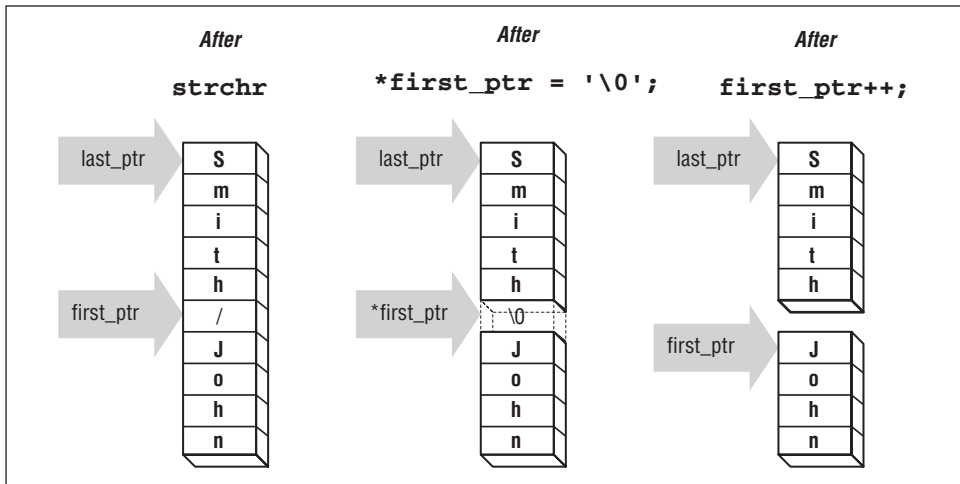 After
strchr
last_ptr
S
m
i
t
h
first_ptr
/
J
o
h
n
After
*first_ptr = '\0';
last_ptr
S
m
i
t
h
*first_ptr
\0
J
o
h
n
After
first_ptr++;
last_ptr
S
m
i
t
h
first_ptr
J
o
h
n